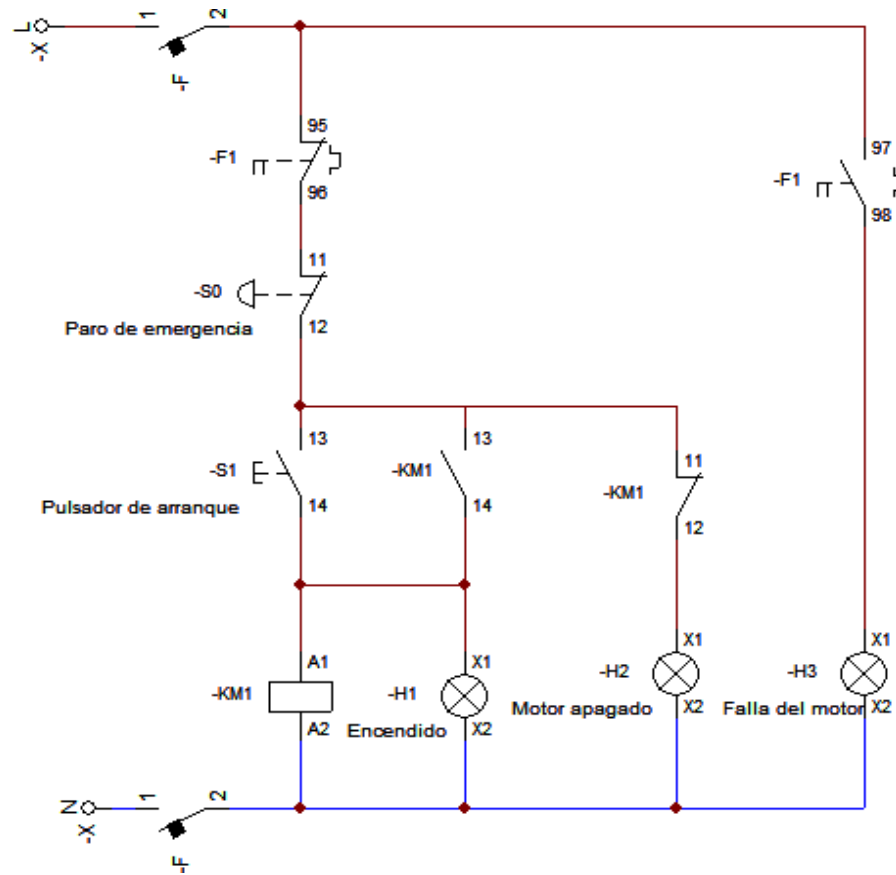 L
-X
1
2
-F
95
-F1
96
97
-F1
98
11
-S0
12
Paro de emergencia
13
-S1
14
Pulsador de arranque
13
-KM1
14
11
-KM1
12
A1
-KM1
A2
X1
-H1
X2
Encendido
X1
-H2
X2
Motor apagado
X1
-H3
X2
Falla del motor
N
-X
1
2
-F